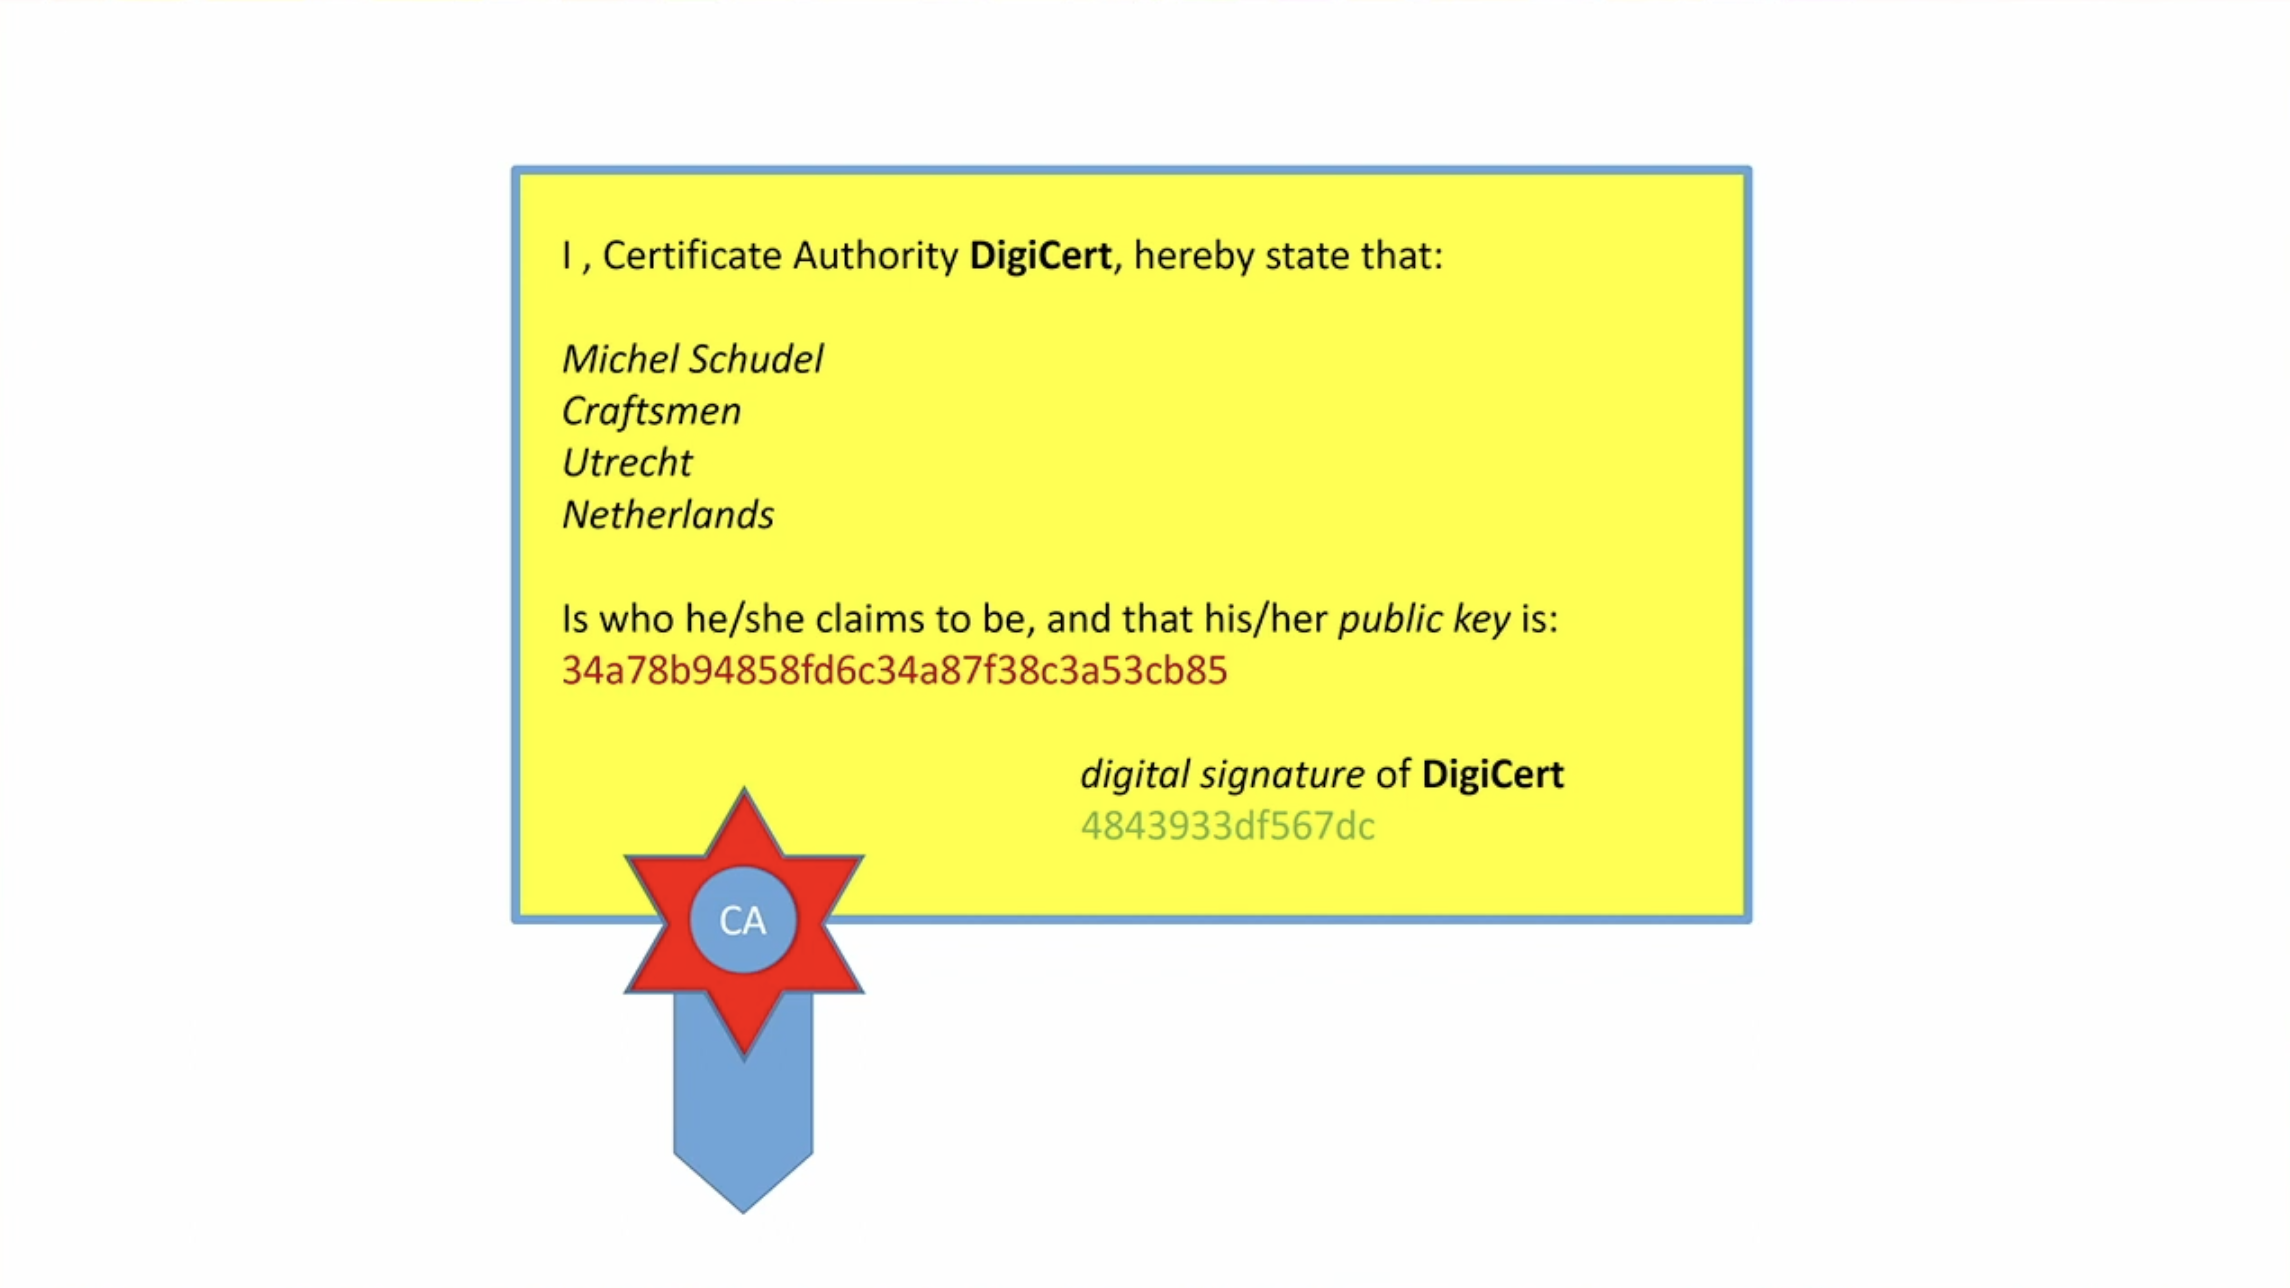 I , Certificate Authority DigiCert, hereby state that:
Michel Schudel
Craftsmen
Utrecht
Netherlands
Is who he/she claims to be, and that his/her public key is:
34a78b94858fd6c34a87f38c3a53cb85
digital signature of DigiCert
4843933df567dc
CA